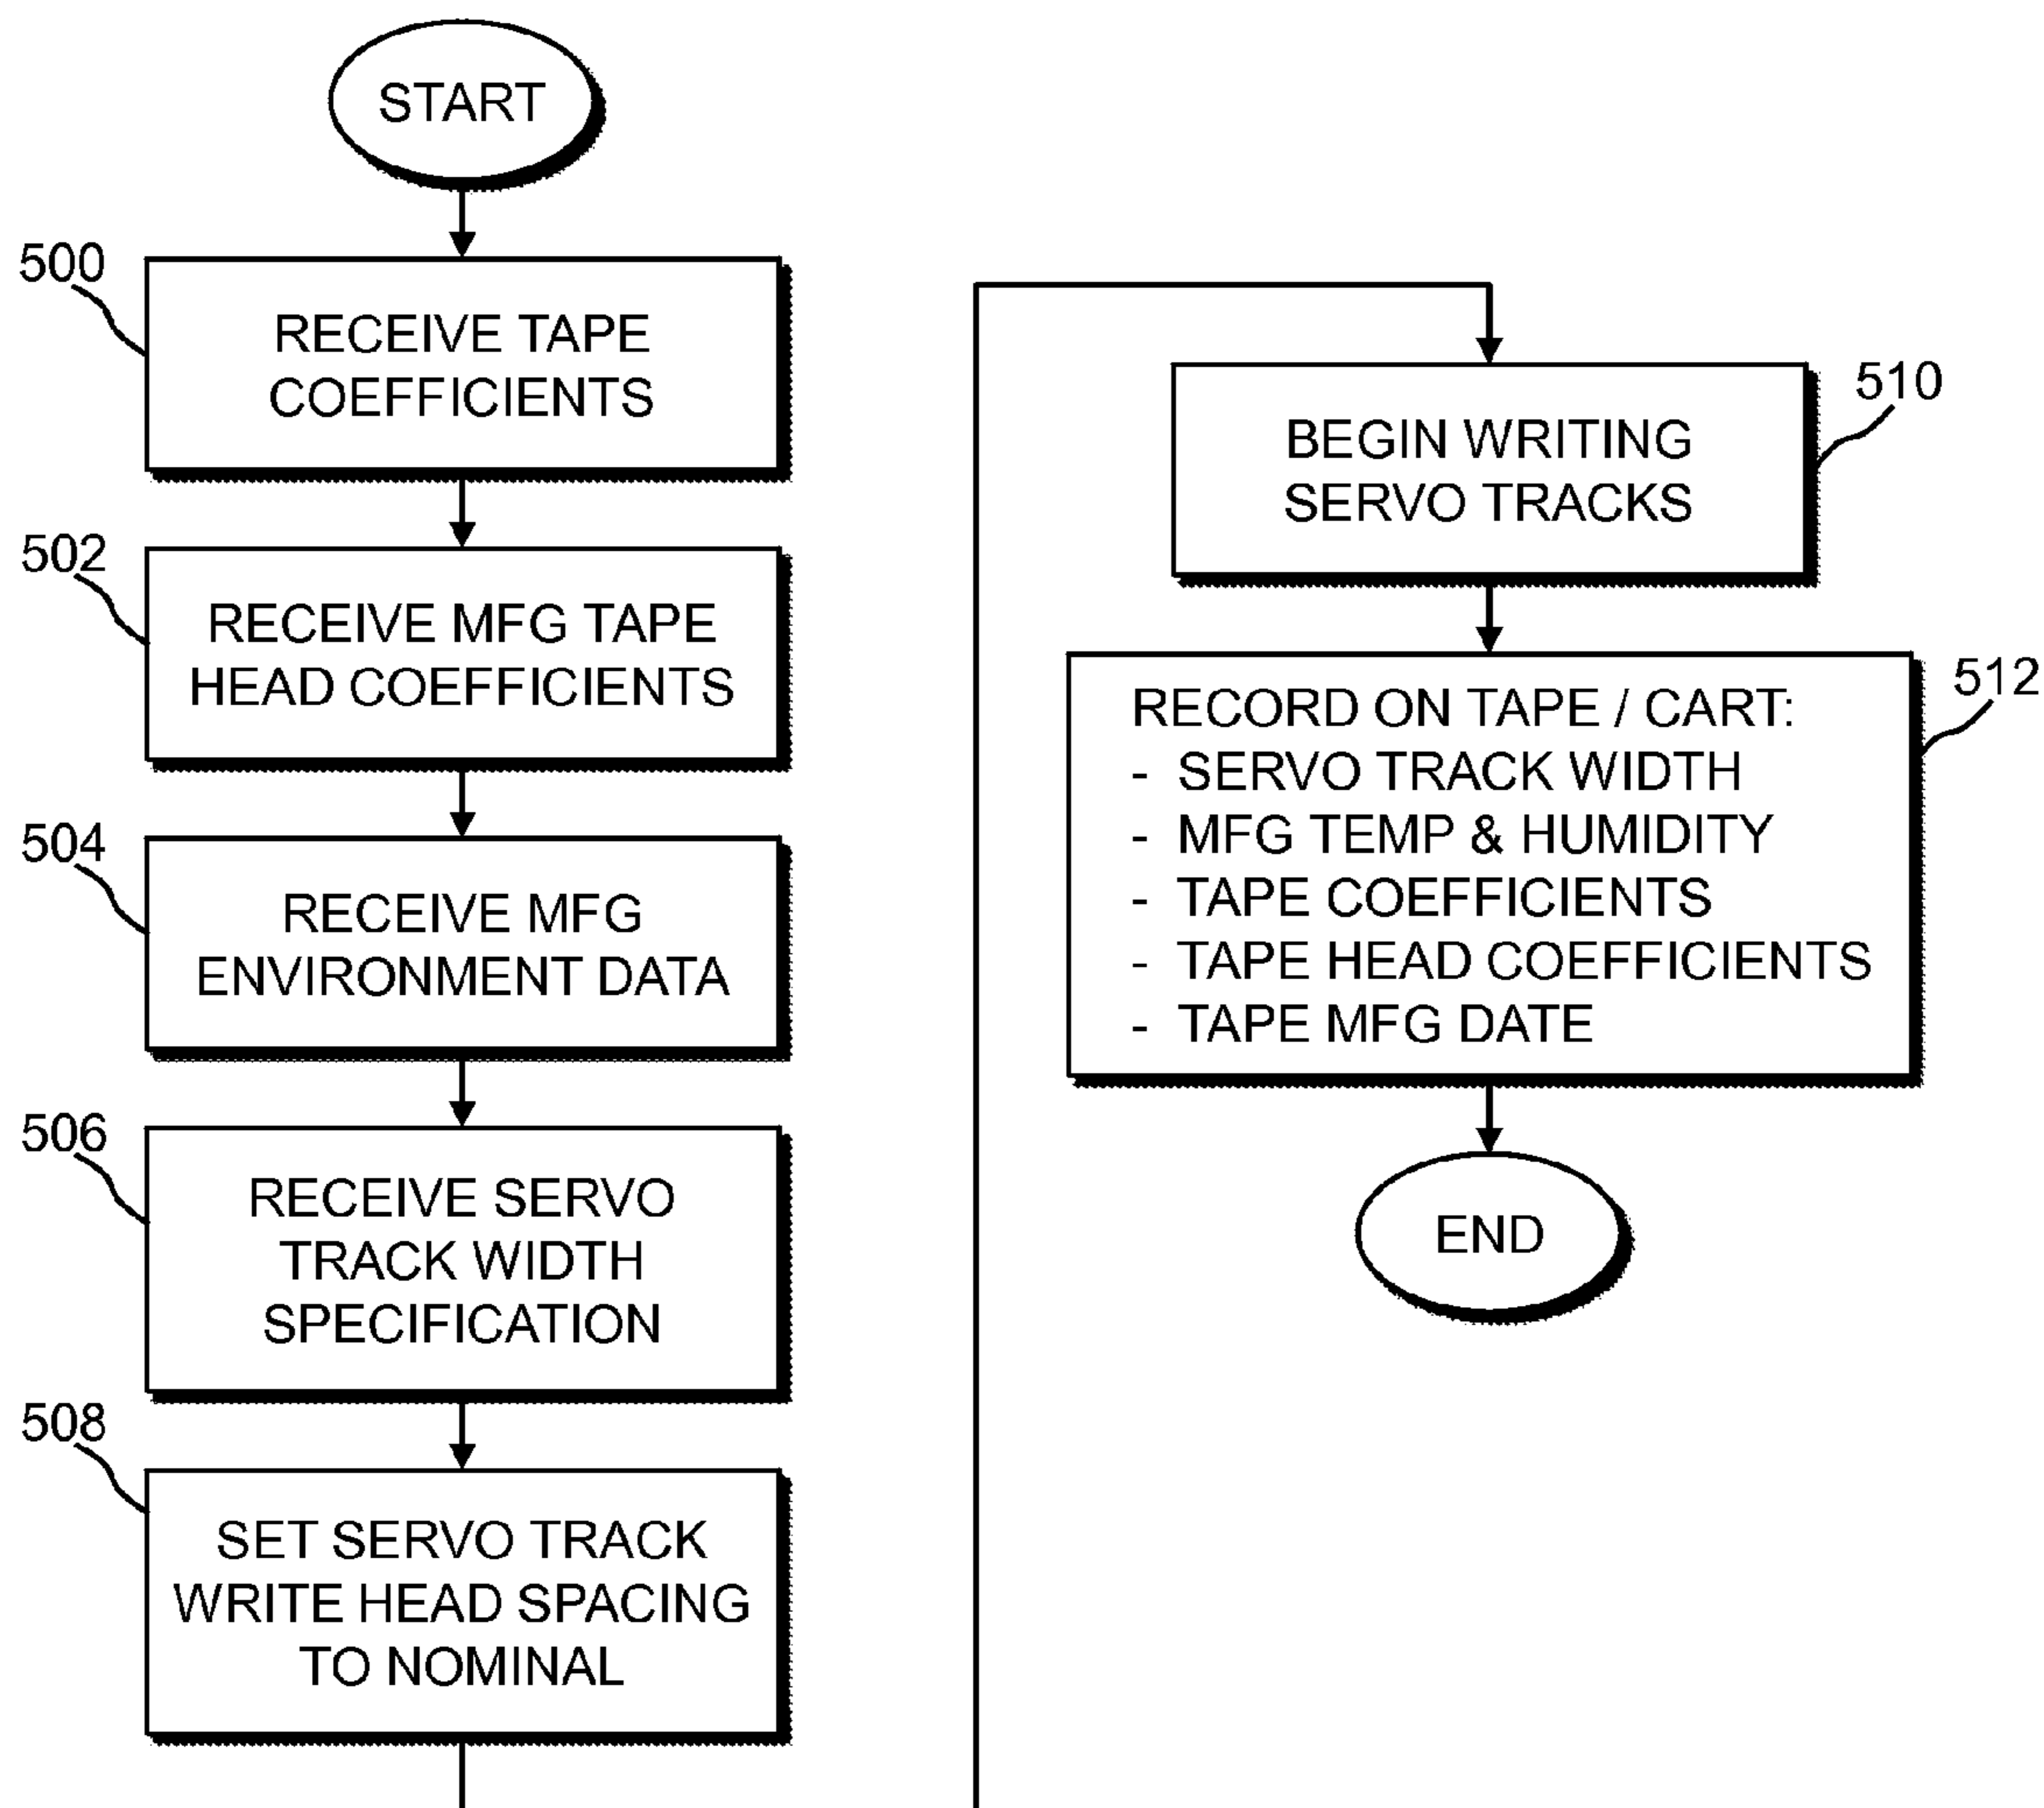 START
500
RECEIVE TAPE
COEFFICIENTS
502
RECEIVE MFG TAPE
HEAD COEFFICIENTS
504
RECEIVE MFG
ENVIRONMENT DATA
506
RECEIVE SERVO
TRACK WIDTH
SPECIFICATION
508
SET SERVO TRACK
WRITE HEAD SPACING
TO NOMINAL
510
BEGIN WRITING
SERVO TRACKS
512
RECORD ON TAPE / CART:
- SERVO TRACK WIDTH
- MFG TEMP & HUMIDITY
- TAPE COEFFICIENTS
- TAPE HEAD COEFFICIENTS
- TAPE MFG DATE
END